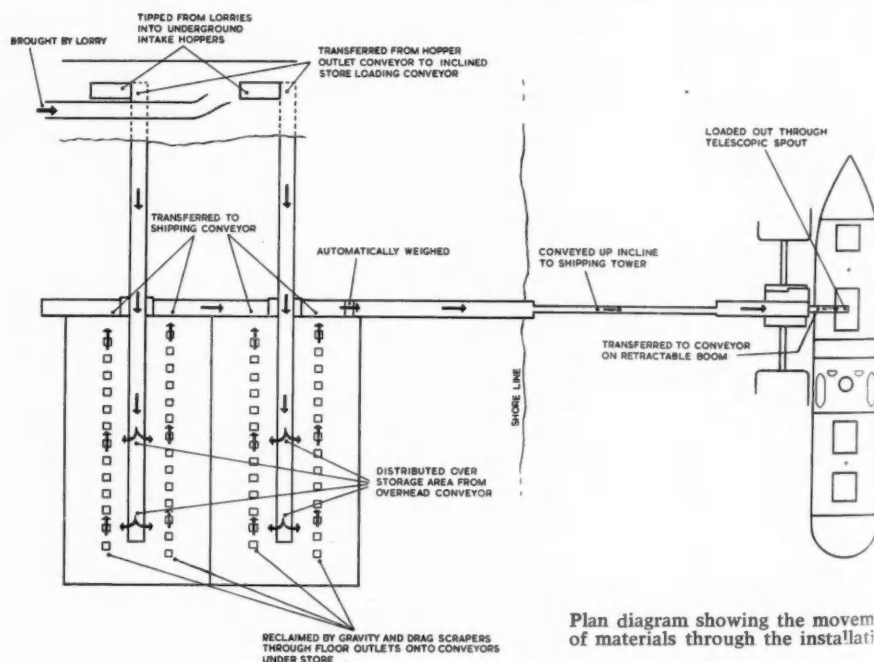 TIPPED FROM LORRIES
INTO UNDERGROUND
INTAKE HOPPERS
BROUGHT BY LORRY
TRANSFERRED FROM HOPPER
OUTLET CONVEYOR TO INCLINED
STORE LOADING CONVEYOR
LOADED OUT THROUGH
TELESCOPIC SPOUT
TRANSFERRED TO
SHIPPING CONVEYOR
AUTOMATICALLY WEIGHED
CONVEYED UP INCLINE
TO SHIPPING TOWER
TRANSFERRED TO CONVEYOR
ON RETRACTABLE BOOM
SHORE LINE
DISTRIBUTED OVER
STORAGE AREA FROM
OVERHEAD CONVEYOR
RECLAIMED BY GRAVITY AND DRAG SCRAPERS
THROUGH FLOOR OUTLETS ONTO CONVEYORS
UNDER STORE
Plan diagram showing the movem
of materials through the installati